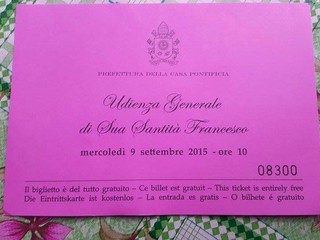 PREFETTURA DELLA CASA PONTIFICIA
Udienza Generale
di Sua Santità Francesco
mercoledì 9 settembre 2015 - ore 10
08300
Il biglietto è del tutto gratuito – Ce billet est gratuit – This ticket is entirely free
Die Eintrittskarte ist kostenlos – La entrada es gratis – O bilhete é gratuito